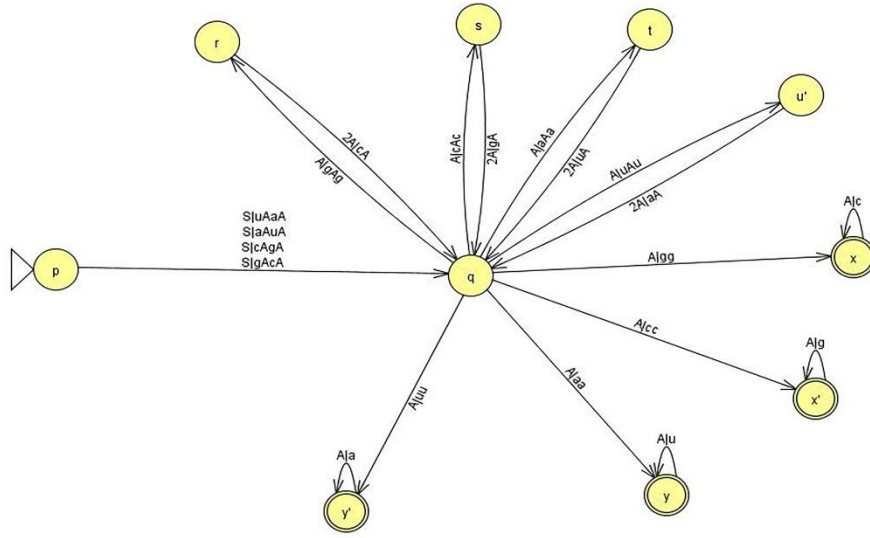 s
t
r
u'
2A|cA
A|gAg
A|cAc
2A|gA
A|aAa
2A|uA
A|uAu
2A|aA
S|uAaA
S|aAuA
S|cAgA
S|gAcA
A|c
p
q
A|gg
x
A|cc
A|g
x'
A|uu
A|aa
A|a
A|u
y'
y